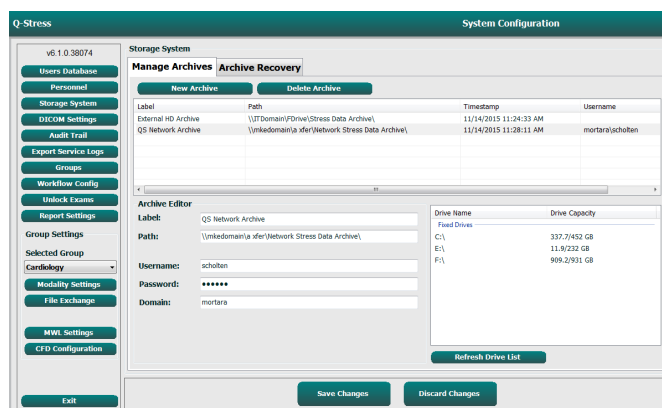 Q-Stress System Configuration
v6.1.0.38074
Users Database
Personnel
Storage System
DICOM Settings
Audit Trail
Export Service Logs
Groups
Workflow Config
Unlock Exams
Report Settings
Group Settings
Selected Group
Cardiology
Modality Settings
File Exchange
MWL Settings
CFD Configuration
Exit
Storage System
Manage Archives Archive Recovery
New Archive Delete Archive
Label Path Timestamp Username
External HD Archive \\ITDomain\FDrive\Stress Data Archive\ 11/14/2015 11:24:33 AM
QS Network Archive \\mkedomain\a xfer\Network Stress Data Archive\ 11/14/2015 11:28:11 AM mortara\scholten
Archive Editor
Label: QS Network Archive
Path: \\mkedomain\a xfer\Network Stress Data Archive\
Username: scholten
Password: ••••••
Domain: mortara
Drive Name Drive Capacity
Fixed Drives
C:\ 337.7/452 GB
E:\ 11.9/232 GB
F:\ 909.2/931 GB
Refresh Drive List
Save Changes Discard Changes